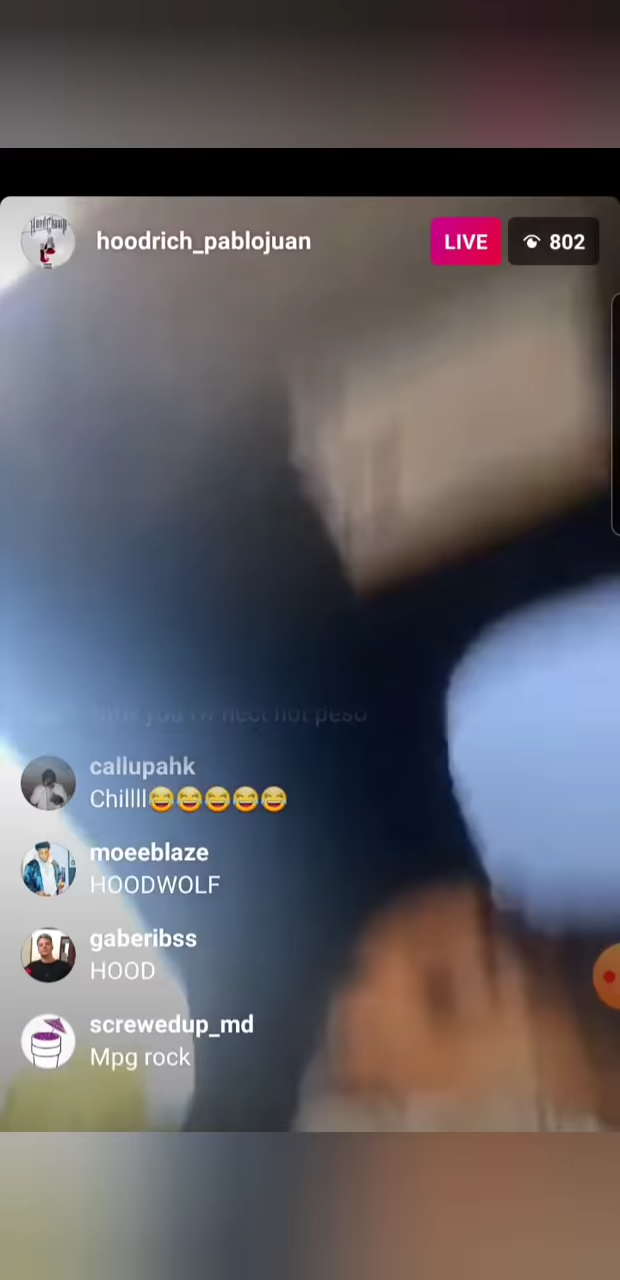 hoodrich_pablojuan
LIVE 802
callupahk
Chillll😂😂😂😂😂
moeeblaze
HOODWOLF
gaberibss
HOOD
screwedup_md
Mpg rock